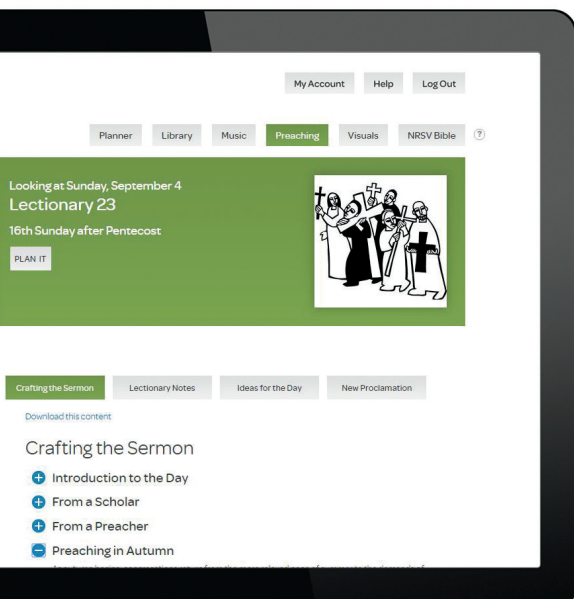 My Account Help Log Out
Planner Library Music Preaching Visuals NRSV Bible ?
Looking at Sunday, September 4
Lectionary 23
16th Sunday after Pentecost
PLAN IT
Crafting the Sermon Lectionary Notes Ideas for the Day New Proclamation
Download this content
Crafting the Sermon
Introduction to the Day
From a Scholar
From a Preacher
Preaching in Autumn